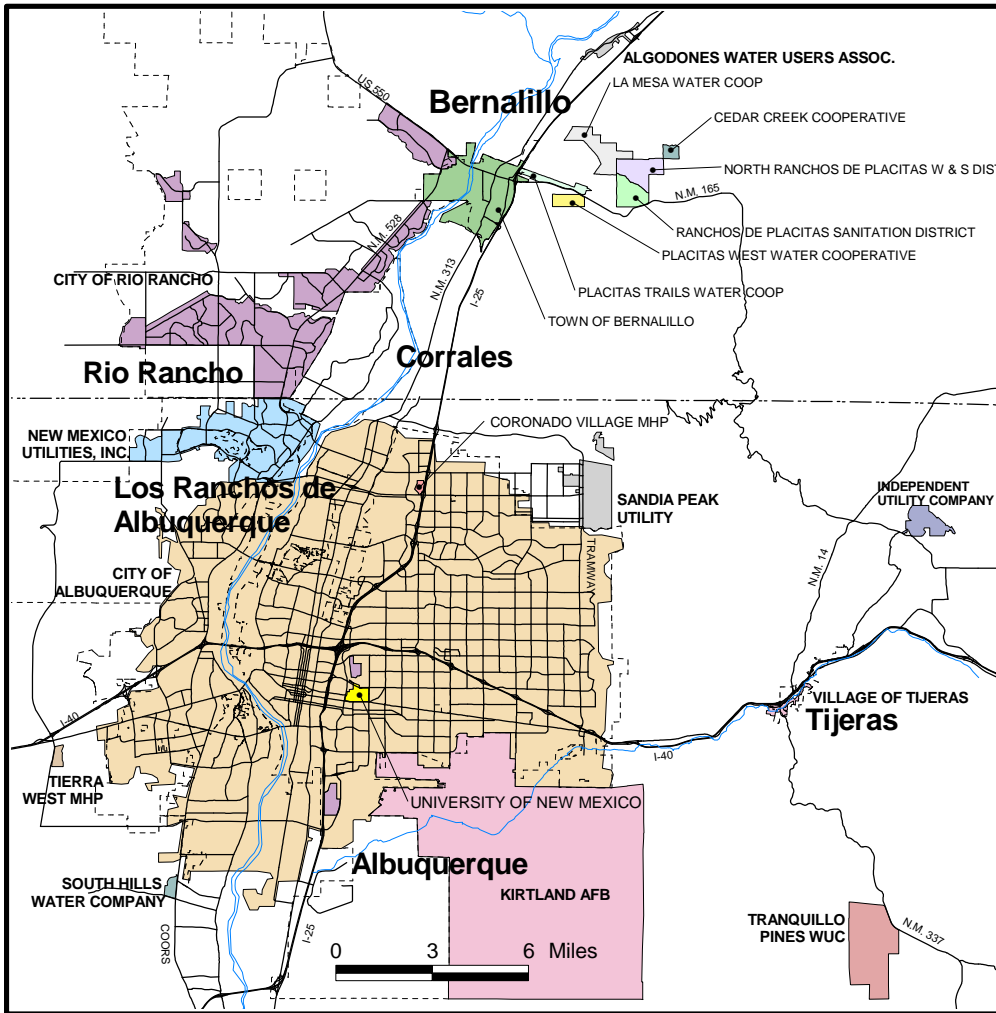 ALGODONES WATER USERS ASSOC.
LA MESA WATER COOP
US 550
Bernalillo
CEDAR CREEK COOPERATIVE
NORTH RANCHOS DE PLACITAS W & S DIST
N.M. 165
N.M. 528
RANCHOS DE PLACITAS SANITATION DISTRICT
PLACITAS WEST WATER COOPERATIVE
N.M. 313
I-25
CITY OF RIO RANCHO
PLACITAS TRAILS WATER COOP
TOWN OF BERNALILLO
Corrales
Rio Rancho
CORONADO VILLAGE MHP
NEW MEXICO
UTILITIES, INC.
Los Ranchos de
Albuquerque
SANDIA PEAK
UTILITY
INDEPENDENT
UTILITY COMPANY
TRAMWAY
N.M. 14
CITY OF
ALBUQUERQUE
VILLAGE OF TIJERAS
Tijeras
I-40
I-40
TIERRA
WEST MHP
UNIVERSITY OF NEW MEXICO
Albuquerque
SOUTH HILLS
WATER COMPANY
KIRTLAND AFB
TRANQUILLO
PINES WUC
N.M. 337
COORS
I-25
0 3 6 Miles